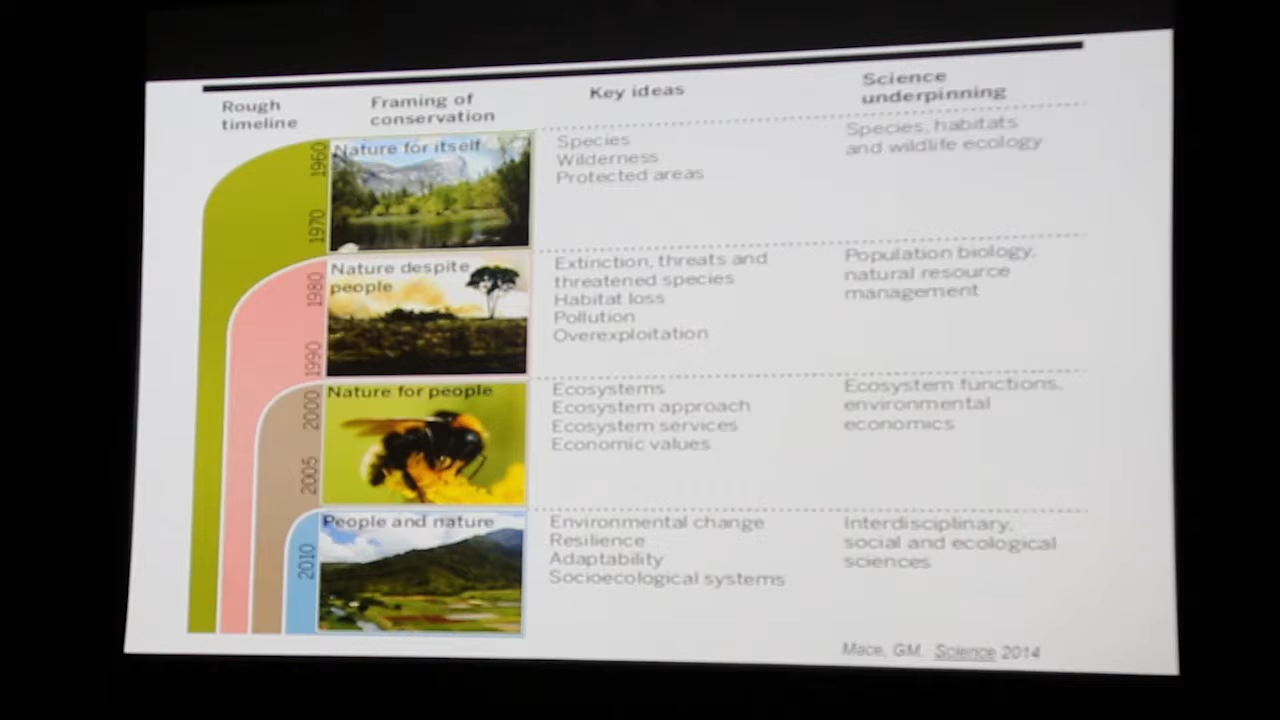 Rough
timeline
Framing of
conservation
Key ideas
Science
underpinning
1960
1970
Nature for itself
Species
Wilderness
Protected areas
Species, habitats
and wildlife ecology
1980
1990
Nature despite
people
Extinction, threats and
threatened species
Habitat loss
Pollution
Overexploitation
Population biology,
natural resource
management
2000
2005
Nature for people
Ecosystems
Ecosystem approach
Ecosystem services
Economic values
Ecosystem functions,
environmental
economics
2010
People and nature
Environmental change
Resilience
Adaptability
Socioecological systems
Interdisciplinary,
social and ecological
sciences
Mace, GM. Science 2014